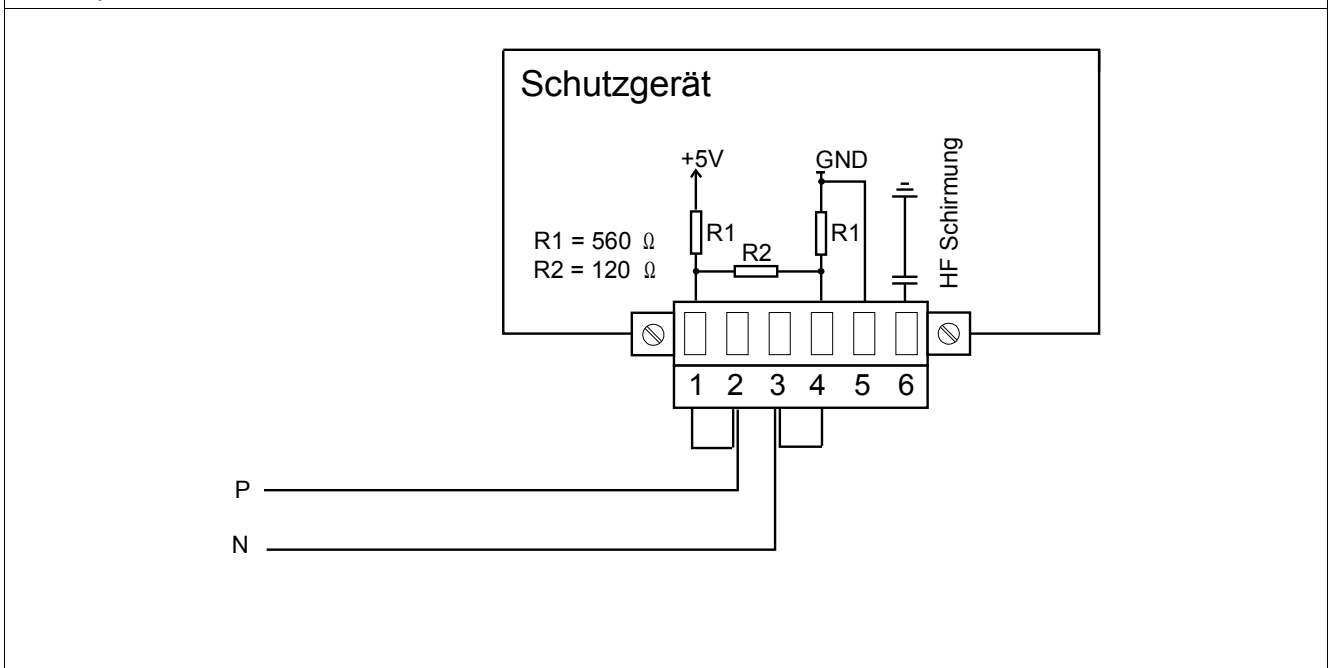 Schutzgerät
+5V
GND
HF Schirmung
R1 = 560 Ω
R2 = 120 Ω
R1
R2
R1
1 2 3 4 5 6
P
N